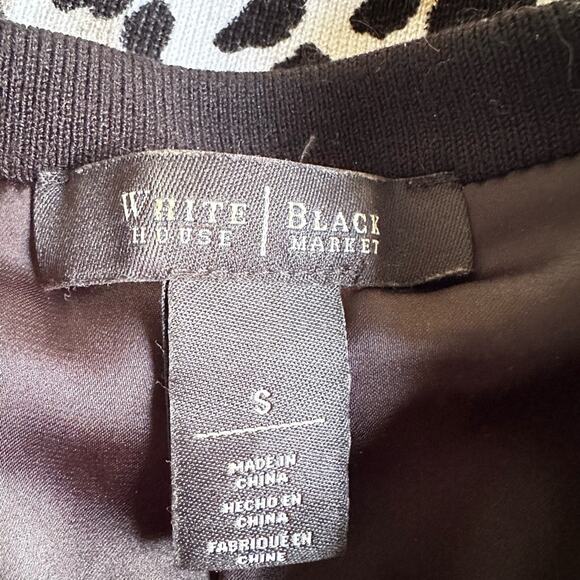 WHITE | BLACK
HOUSE | MARKET
S
MADE IN
CHINA
HECHO EN
CHINA
FABRIQUÉ EN
CHINE